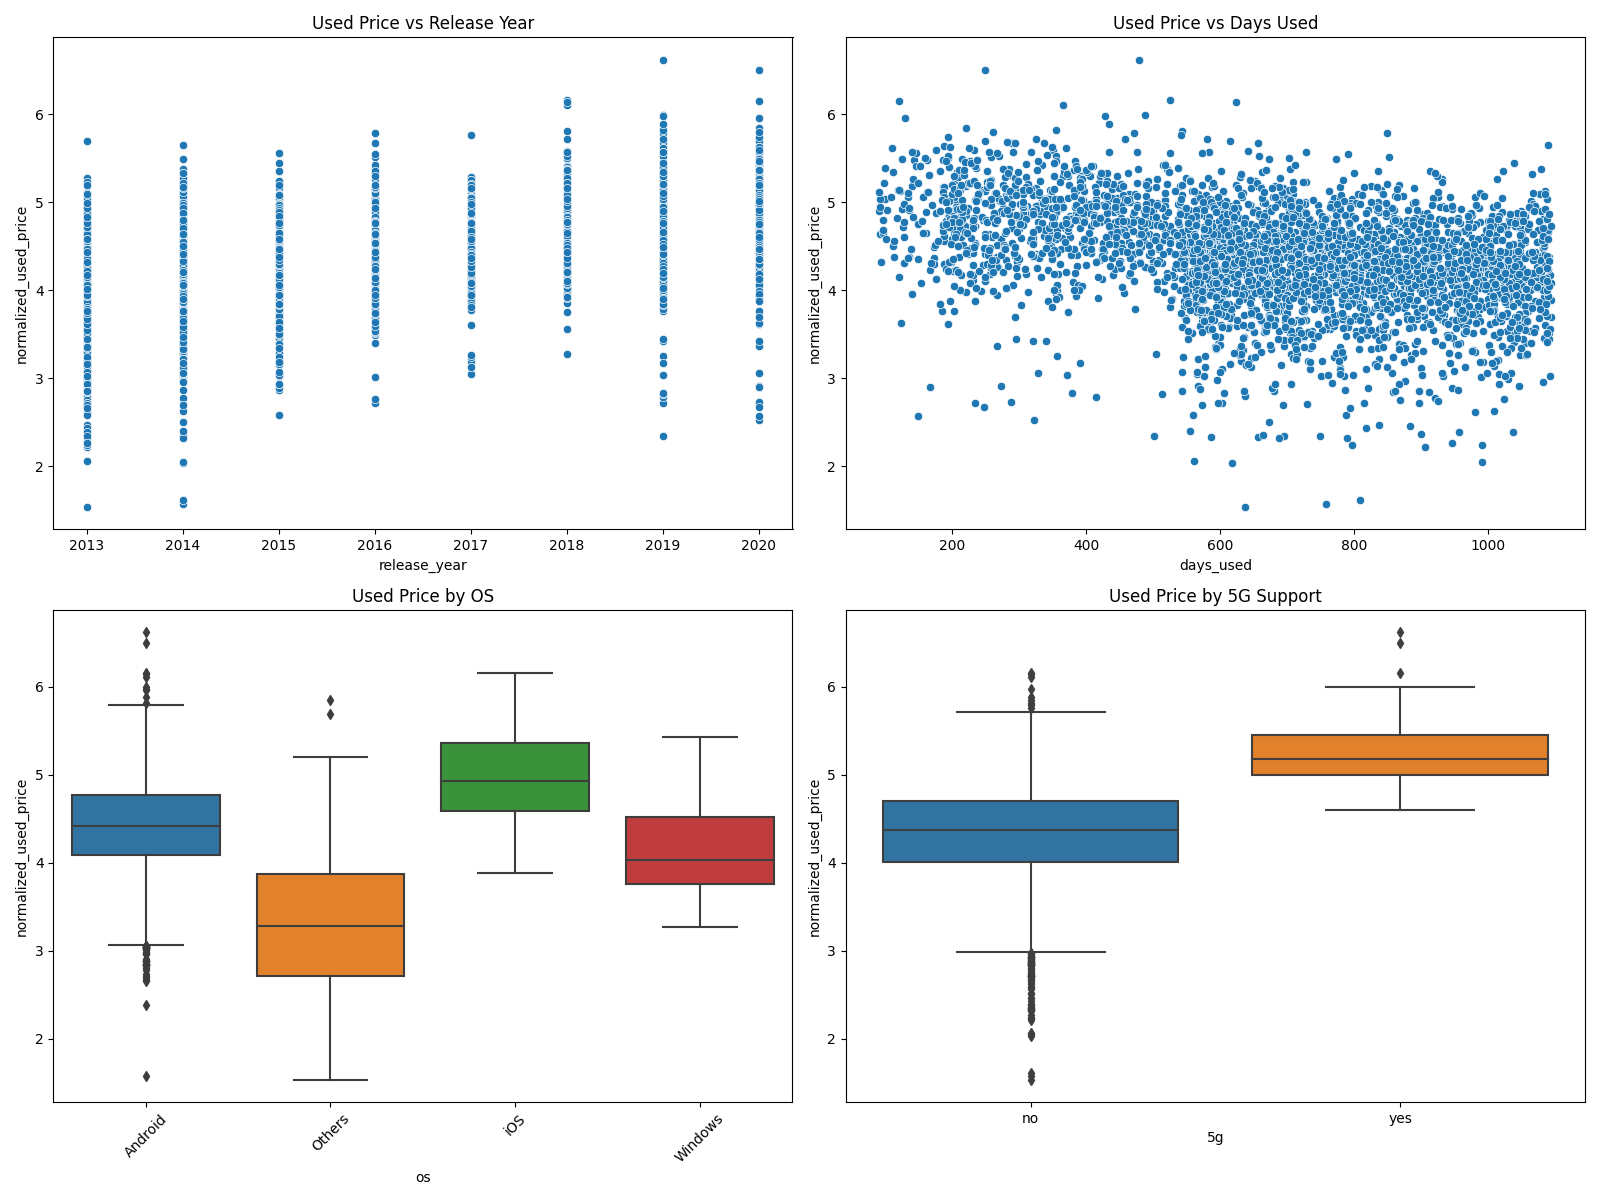 Used Price vs Release Year
normalized_used_price
6
5
4
3
2
2013 2014 2015 2016 2017 2018 2019 2020
release_year
Used Price vs Days Used
normalized_used_price
6
5
4
3
2
200 400 600 800 1000
days_used
Used Price by OS
normalized_used_price
6
5
4
3
2
Android Others iOS Windows
os
Used Price by 5G Support
normalized_used_price
6
5
4
3
2
no yes
5g